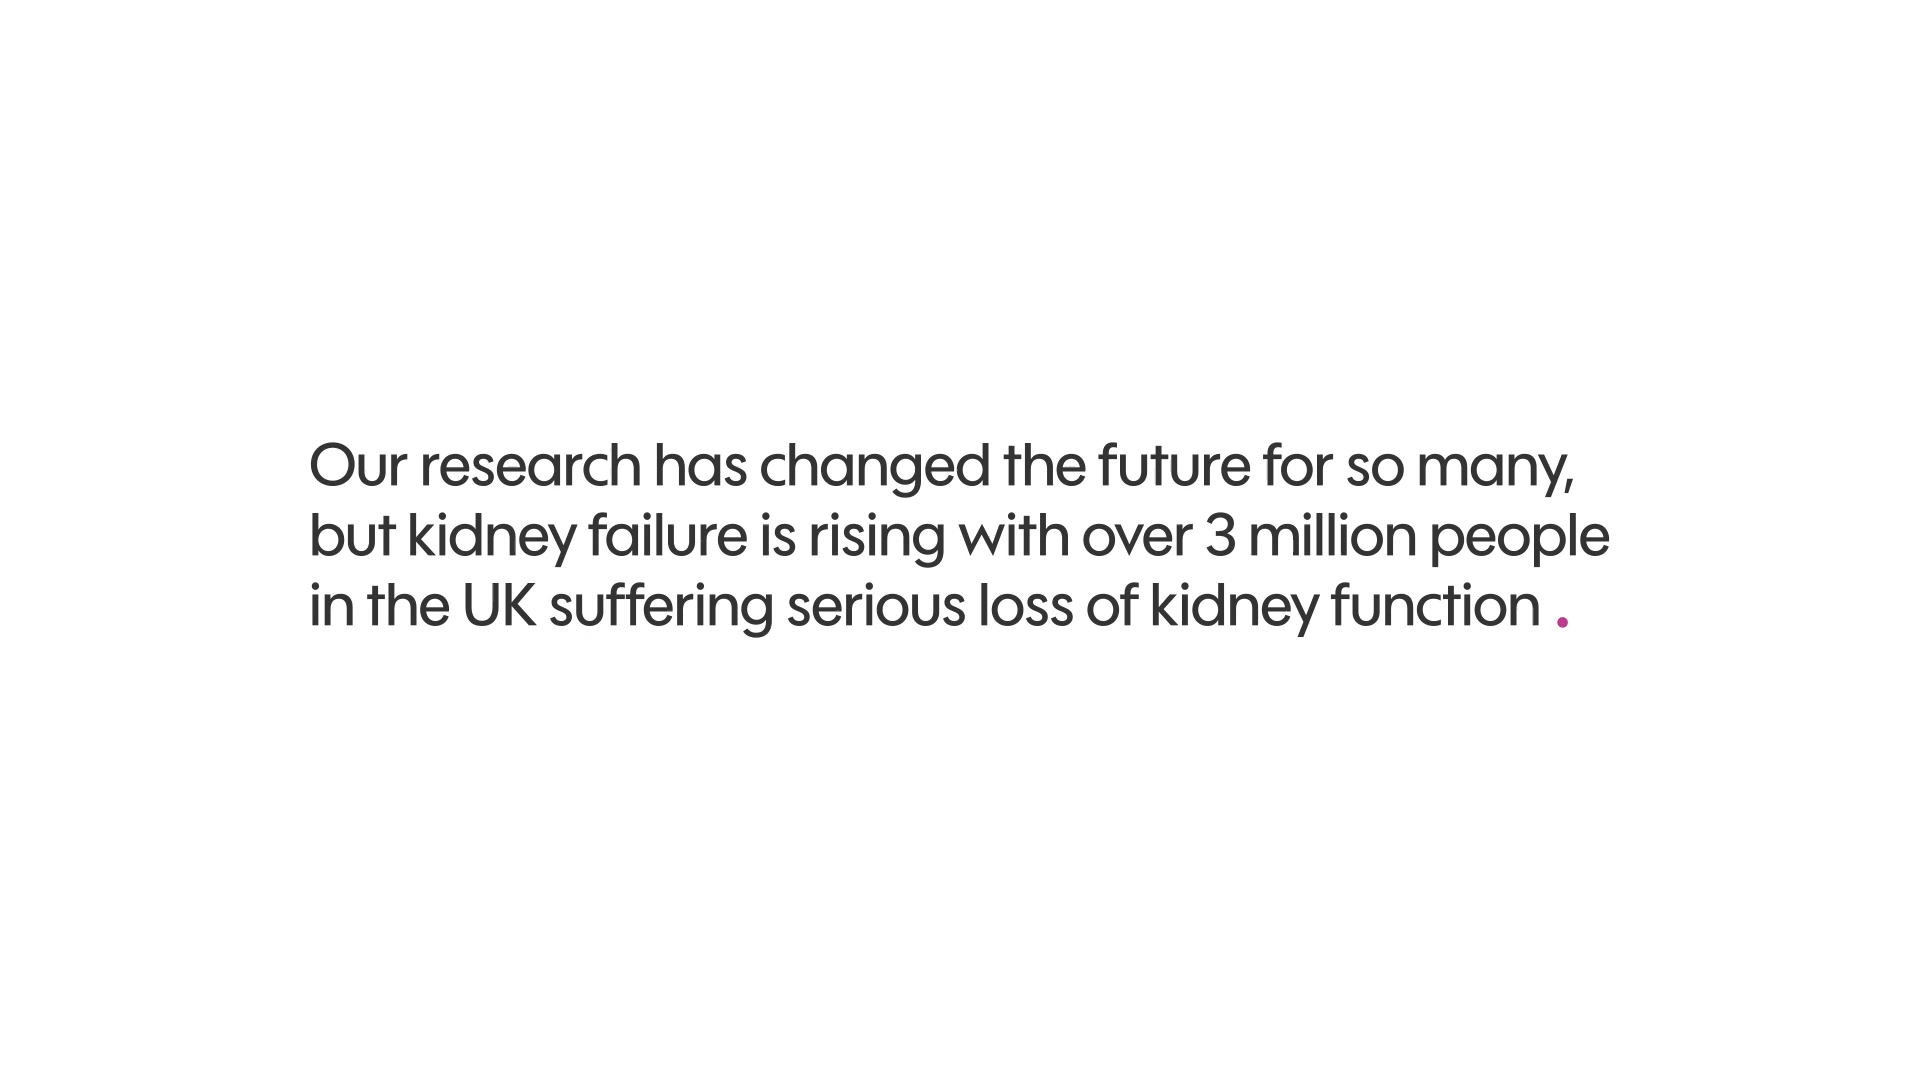 Our research has changed the future for so many,
but kidney failure is rising with over 3 million people
in the UK suffering serious loss of kidney function .